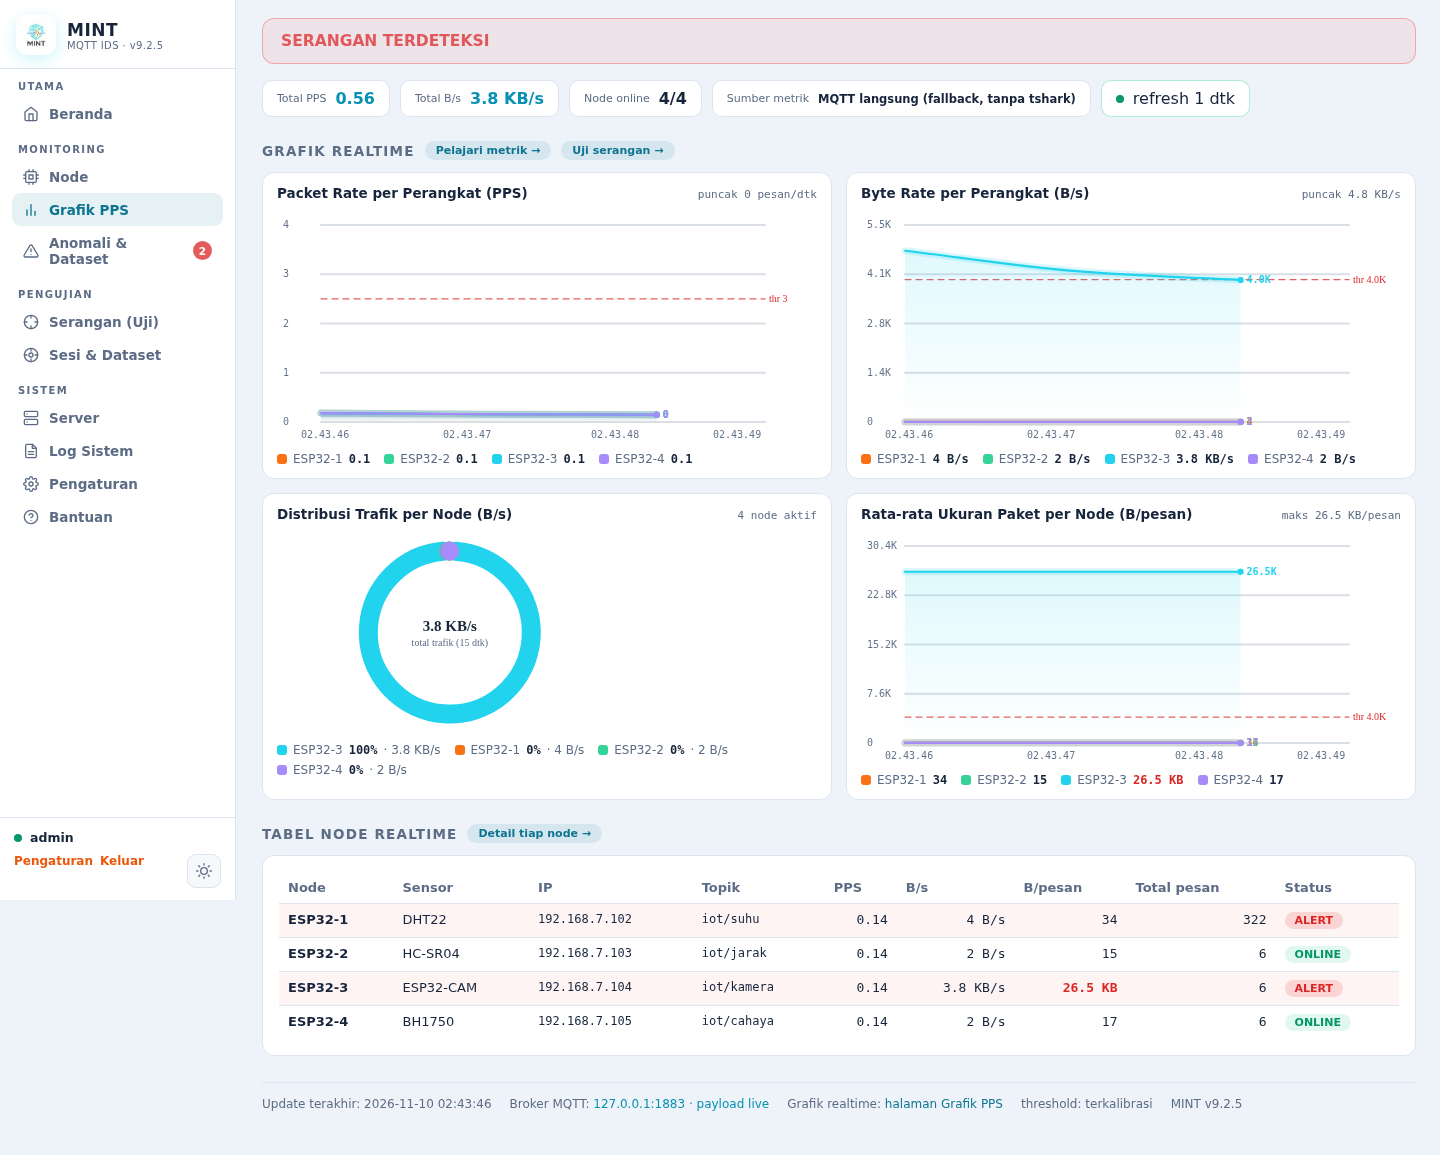 MINT
MQTT IDS · v9.2.5
MINT
UTAMA
Beranda
MONITORING
Node
Grafik PPS
Anomali & Dataset
2
PENGUJIAN
Serangan (Uji)
Sesi & Dataset
SISTEM
Server
Log Sistem
Pengaturan
Bantuan
admin
Pengaturan Keluar
SERANGAN TERDETEKSI
Total PPS 0.56
Total B/s 3.8 KB/s
Node online 4/4
Sumber metrik MQTT langsung (fallback, tanpa tshark)
refresh 1 dtk
GRAFIK REALTIME Pelajari metrik → Uji serangan →
Packet Rate per Perangkat (PPS) puncak 0 pesan/dtk
4
3
thr 3
2
1
0
02.43.46 02.43.47 02.43.48 02.43.49
ESP32-1 0.1 ESP32-2 0.1 ESP32-3 0.1 ESP32-4 0.1
Byte Rate per Perangkat (B/s) puncak 4.8 KB/s
5.5K
4.1K
4.0K
thr 4.0K
2.8K
1.4K
0
02.43.46 02.43.47 02.43.48 02.43.49
ESP32-1 4 B/s ESP32-2 2 B/s ESP32-3 3.8 KB/s ESP32-4 2 B/s
Distribusi Trafik per Node (B/s) 4 node aktif
3.8 KB/s
total trafik (15 dtk)
ESP32-3 100% · 3.8 KB/s ESP32-1 0% · 4 B/s ESP32-2 0% · 2 B/s
ESP32-4 0% · 2 B/s
Rata-rata Ukuran Paket per Node (B/pesan) maks 26.5 KB/pesan
30.4K
26.5K
22.8K
15.2K
7.6K
thr 4.0K
0
02.43.46 02.43.47 02.43.48 02.43.49
ESP32-1 34 ESP32-2 15 ESP32-3 26.5 KB ESP32-4 17
TABEL NODE REALTIME Detail tiap node →
Node Sensor IP Topik PPS B/s B/pesan Total pesan Status
ESP32-1 DHT22 192.168.7.102 iot/suhu 0.14 4 B/s 34 322 ALERT
ESP32-2 HC-SR04 192.168.7.103 iot/jarak 0.14 2 B/s 15 6 ONLINE
ESP32-3 ESP32-CAM 192.168.7.104 iot/kamera 0.14 3.8 KB/s 26.5 KB 6 ALERT
ESP32-4 BH1750 192.168.7.105 iot/cahaya 0.14 2 B/s 17 6 ONLINE
Update terakhir: 2026-11-10 02:43:46 Broker MQTT: 127.0.0.1:1883 · payload live Grafik realtime: halaman Grafik PPS threshold: terkalibrasi MINT v9.2.5